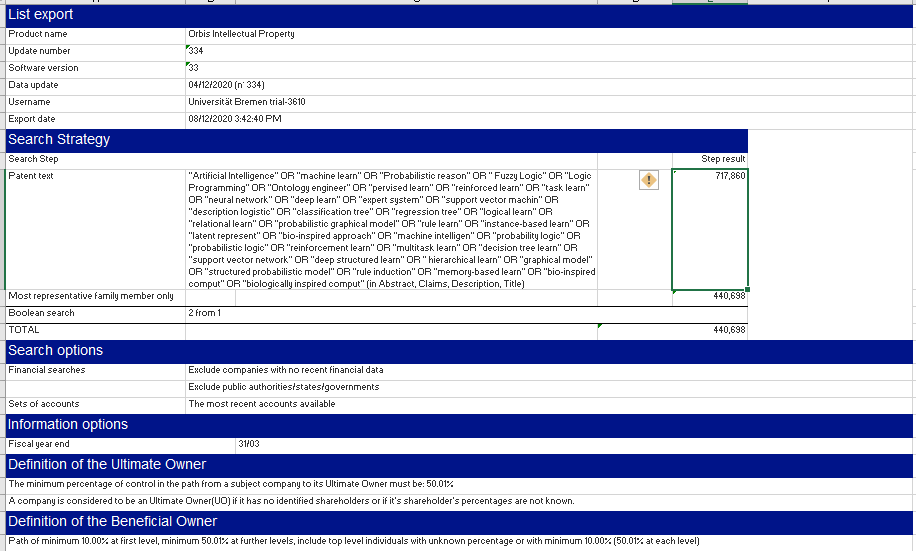 List export
Product name Orbis Intellectual Property
Update number 334
Software version 33
Data update 04/12/2020 (n° 334)
Username Universität Bremen trial-3610
Export date 08/12/2020 3:42:40 PM
Search Strategy
Search Step Step result
Patent text "Artificial Intelligence" OR "machine learn" OR "Probabilistic reason" OR " Fuzzy Logic" OR "Logic 717,860
Programming" OR "Ontology engineer" OR "pervised learn" OR "reinforced learn" OR "task learn"
OR "neural network" OR "deep learn" OR "expert system" OR "support vector machin" OR
"description logistic" OR "classification tree" OR "regression tree" OR "logical learn" OR
"relational learn" OR "probabilistic graphical model" OR "rule learn" OR "instance-based learn" OR
"latent represent" OR "bio-inspired approach" OR "machine intelligen" OR "probability logic" OR
"probabilistic logic" OR "reinforcement learn" OR "multitask learn" OR "decision tree learn" OR
"support vector network" OR "deep structured learn" OR " hierarchical learn" OR "graphical model"
OR "structured probabilistic model" OR "rule induction" OR "memory-based learn" OR "bio-inspired
comput" OR "biologically inspired comput" (in Abstract, Claims, Description, Title)
Most representative family member only 440,698
Boolean search 2 from 1
TOTAL 440,698
Search options
Financial searches Exclude companies with no recent financial data
Exclude public authorities/states/governments
Sets of accounts The most recent accounts available
Information options
Fiscal year end 31/03
Definition of the Ultimate Owner
The minimum percentage of control in the path from a subject company to its Ultimate Owner must be: 50.01%
A company is considered to be an Ultimate Owner(UO) if it has no identified shareholders or if it's shareholder's percentages are not known.
Definition of the Beneficial Owner
Path of minimum 10.00% at first level, minimum 50.01% at further levels, include top level individuals with unknown percentage or with minimum 10.00% (50.01% at each level)